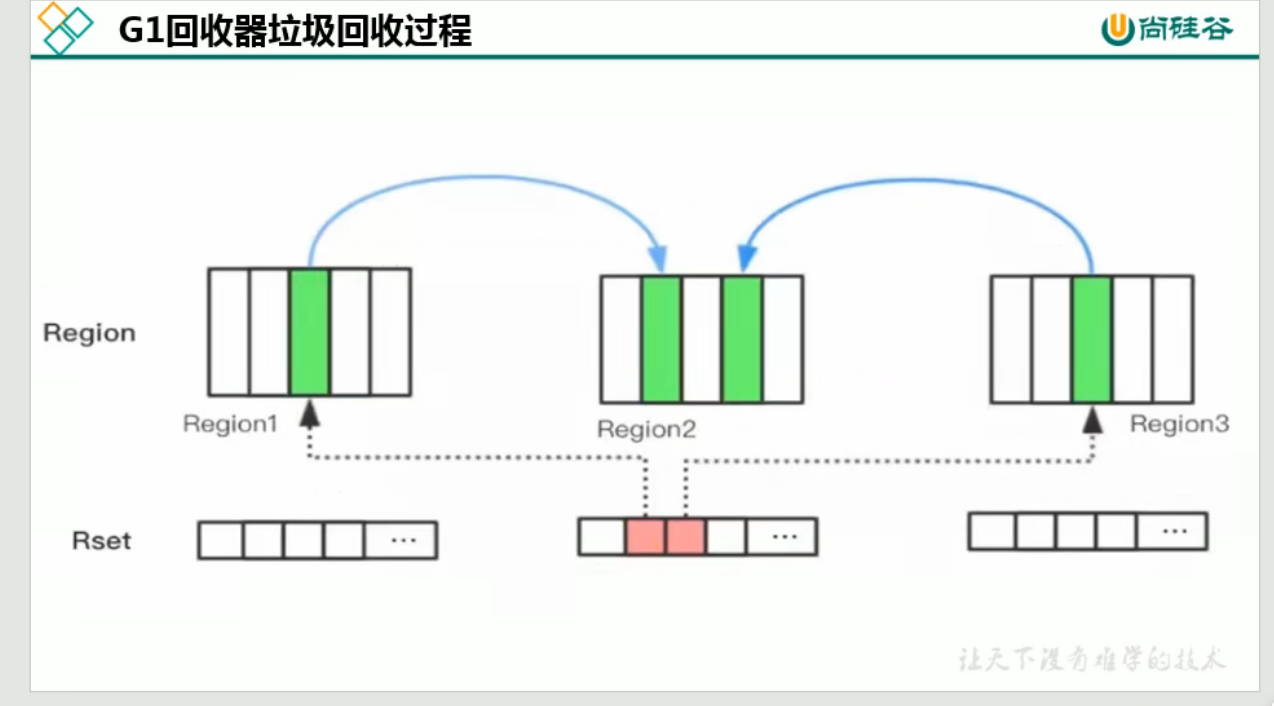 G1回收器垃圾回收过程
尚硅谷
Region
Region1
Region2
Region3
Rset
...
...
...
让天下没有难学的技术